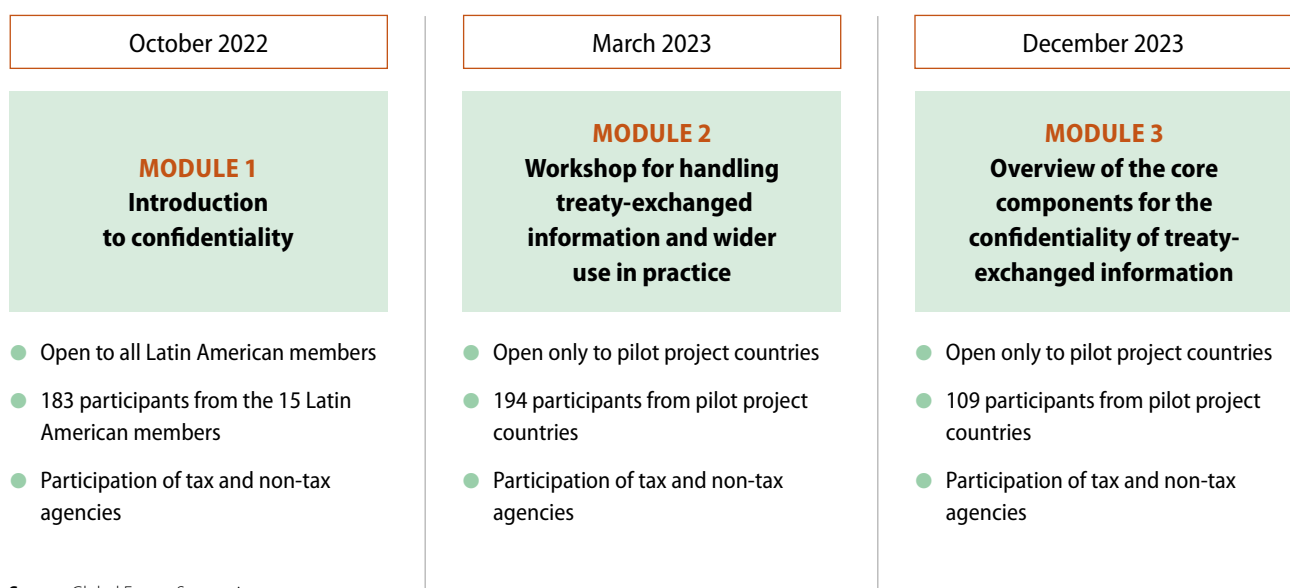 October 2022
MODULE 1
Introduction
to confidentiality
● Open to all Latin American members
● 183 participants from the 15 Latin
American members
● Participation of tax and non-tax
agencies
March 2023
MODULE 2
Workshop for handling
treaty-exchanged
information and wider
use in practice
● Open only to pilot project countries
● 194 participants from pilot project
countries
● Participation of tax and non-tax
agencies
December 2023
MODULE 3
Overview of the core
components for the
confidentiality of treaty-
exchanged information
● Open only to pilot project countries
● 109 participants from pilot project
countries
● Participation of tax and non-tax
agencies